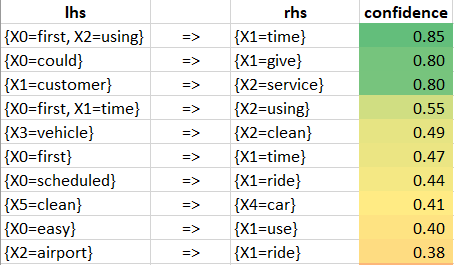 lhs rhs confidence
{X0=first, X2=using} => {X1=time} 0.85
{X0=could} => {X1=give} 0.80
{X1=customer} => {X2=service} 0.80
{X0=first, X1=time} => {X2=using} 0.55
{X3=vehicle} => {X2=clean} 0.49
{X0=first} => {X1=time} 0.47
{X0=scheduled} => {X1=ride} 0.44
{X5=clean} => {X4=car} 0.41
{X0=easy} => {X1=use} 0.40
{X2=airport} => {X1=ride} 0.38